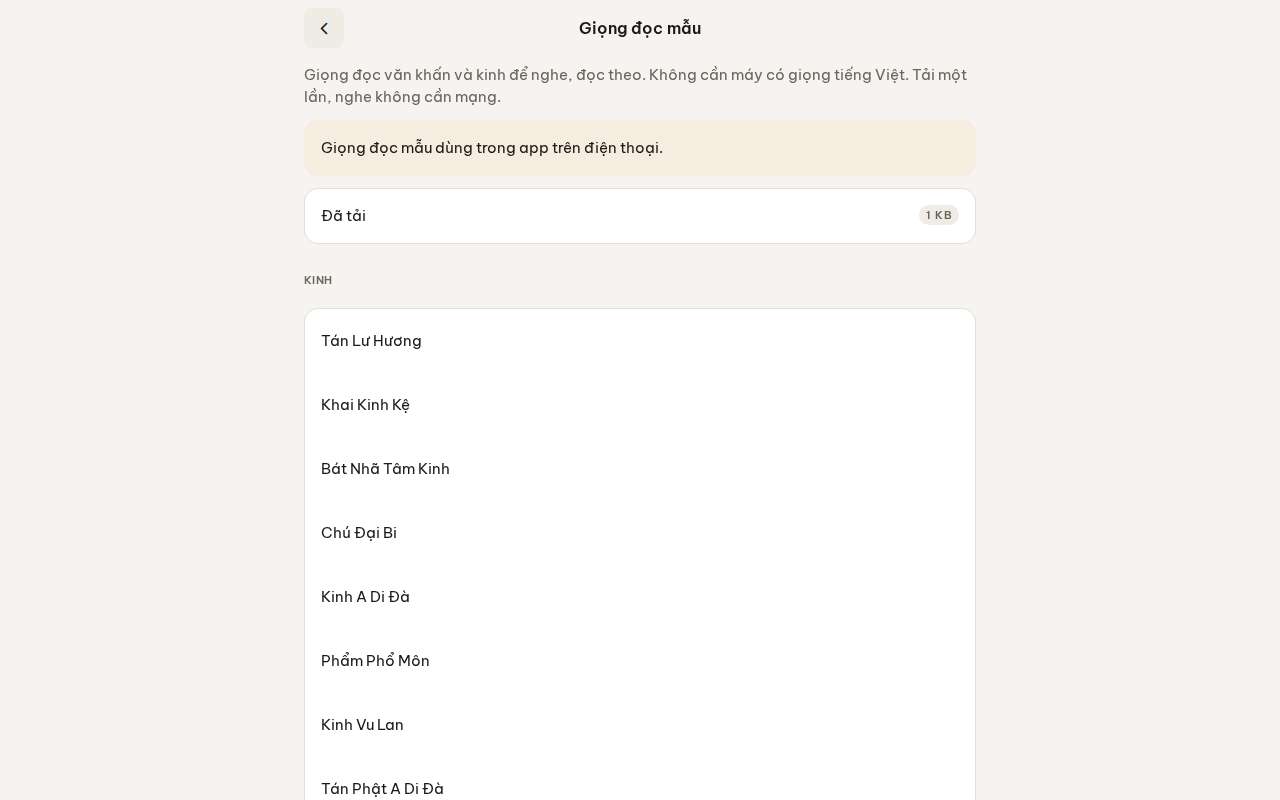 Giọng đọc mẫu
Giọng đọc văn khấn và kinh để nghe, đọc theo. Không cần máy có giọng tiếng Việt. Tải một
lần, nghe không cần mạng.
Giọng đọc mẫu dùng trong app trên điện thoại.
Đã tải
1 KB
KINH
Tán Lư Hương
Khai Kinh Kệ
Bát Nhã Tâm Kinh
Chú Đại Bi
Kinh A Di Đà
Phẩm Phổ Môn
Kinh Vu Lan
Tán Phật A Di Đà